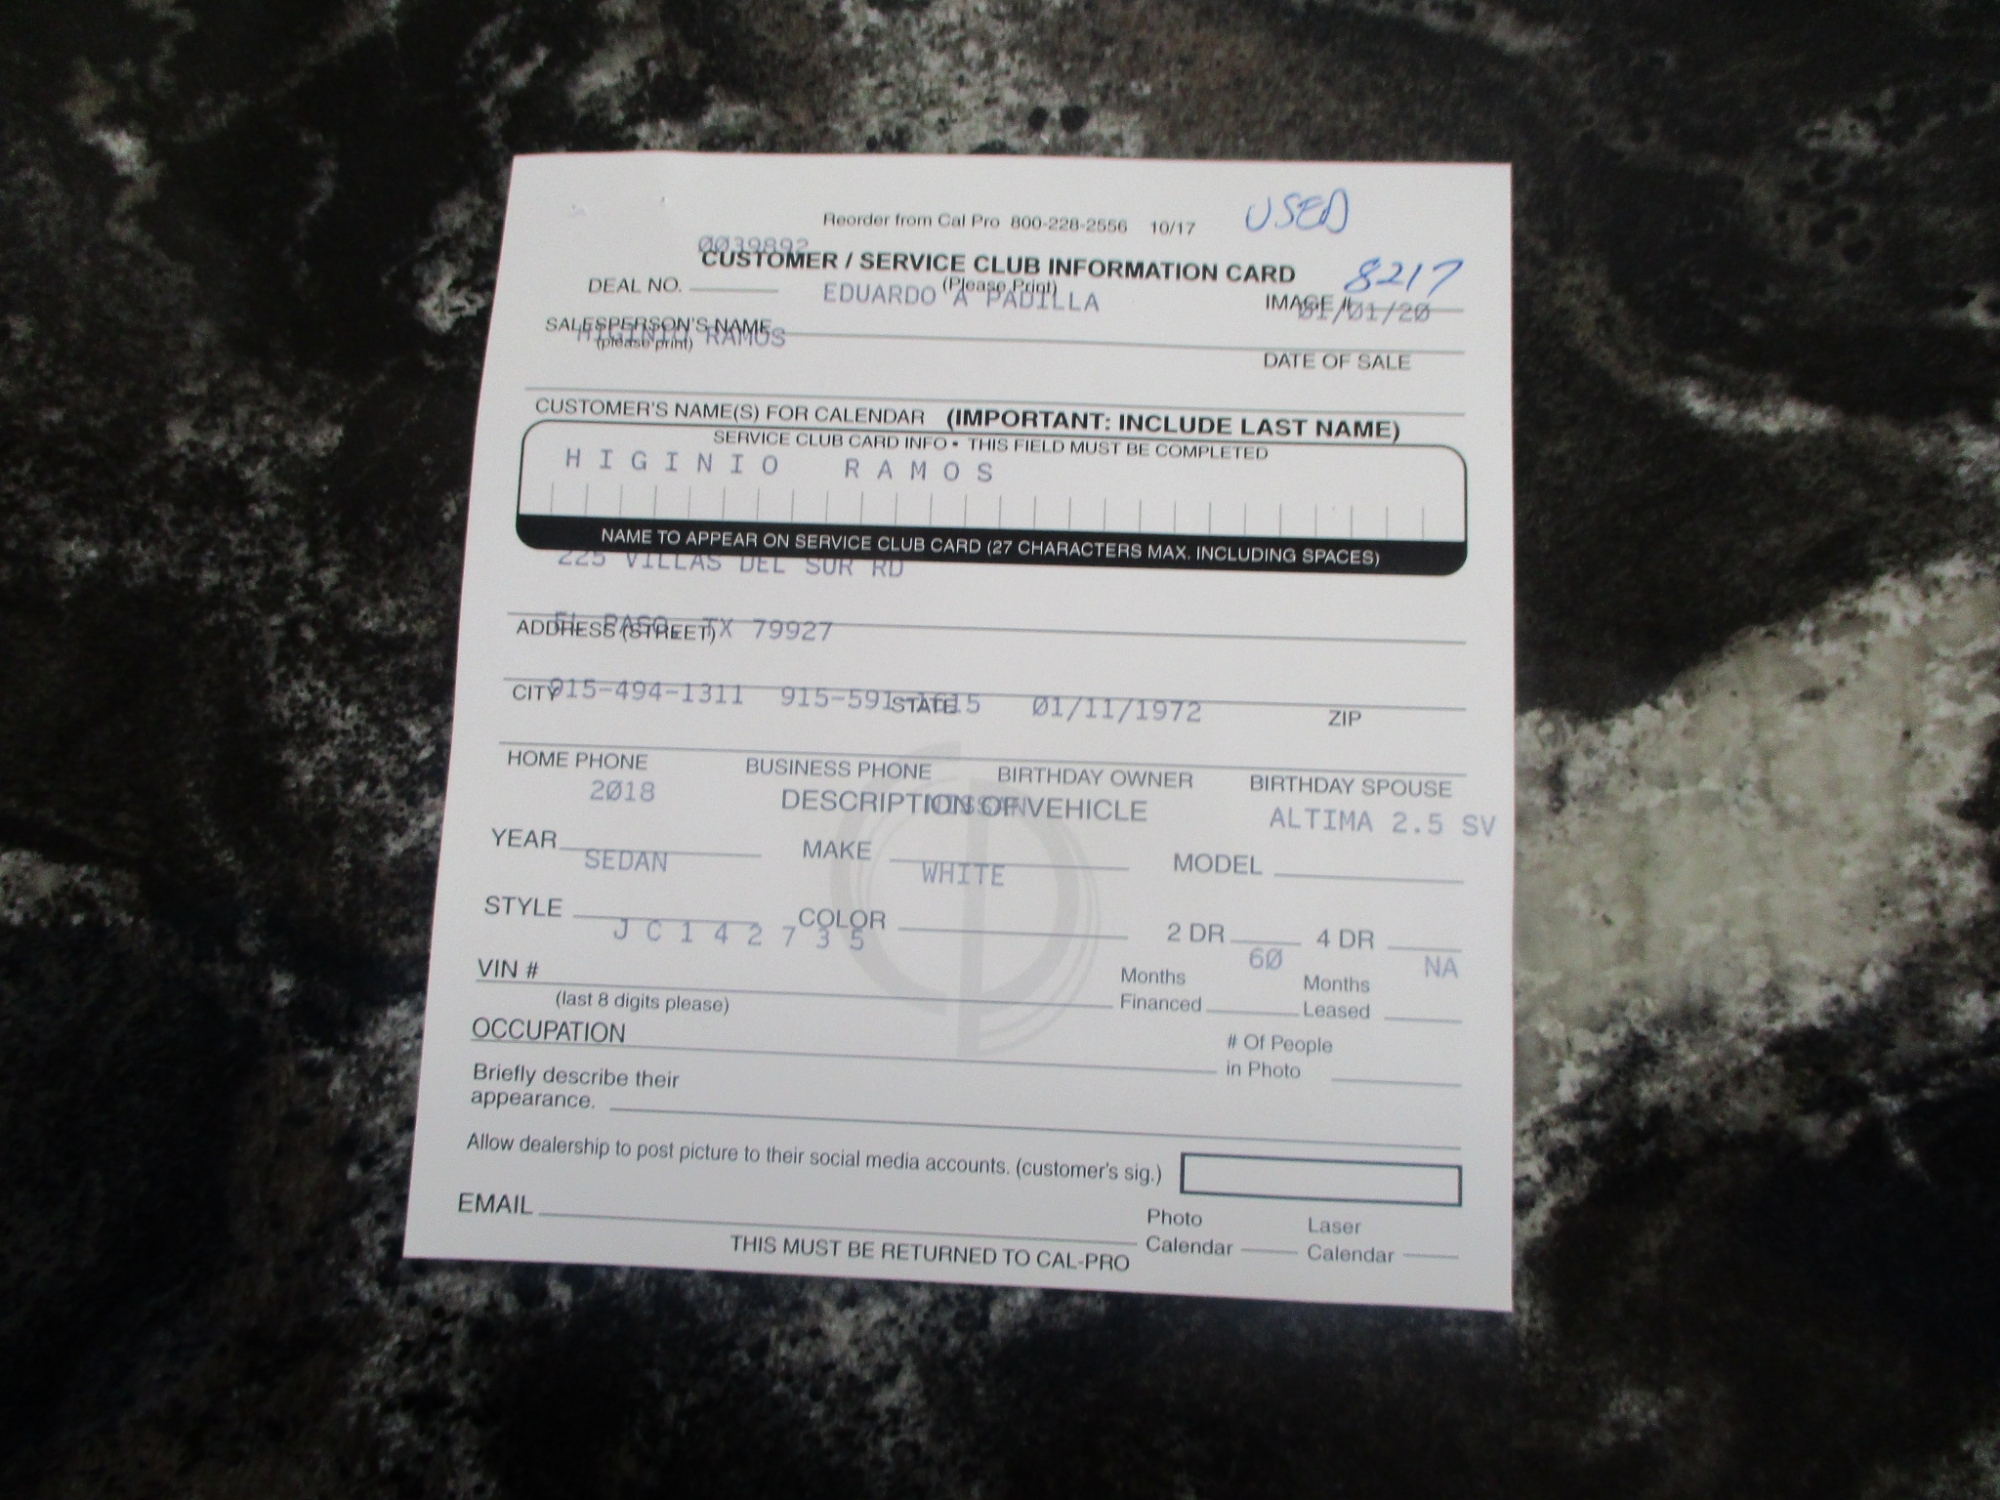 Reorder from Cal Pro 800-228-2556 10/17
USED
0039892
CUSTOMER / SERVICE CLUB INFORMATION CARD
8217
(Please Print)
DEAL NO.
EDUARDO A PADILLA
IMAGE #
01/01/20
SALESPERSON'S NAME
(please print)
HIGINIO RAMOS
DATE OF SALE
CUSTOMER'S NAME(S) FOR CALENDAR (IMPORTANT: INCLUDE LAST NAME)
SERVICE CLUB CARD INFO • THIS FIELD MUST BE COMPLETED
HIGINIO RAMOS
NAME TO APPEAR ON SERVICE CLUB CARD (27 CHARACTERS MAX. INCLUDING SPACES)
225 VILLAS DEL SUR RD
EL PASO, TX 79927
ADDRESS (STREET)
915-494-1311 915-591- 01/11/1972
CITY STATE ZIP
HOME PHONE BUSINESS PHONE BIRTHDAY OWNER BIRTHDAY SPOUSE
2018 NISSAN ALTIMA 2.5 SV
DESCRIPTION OF VEHICLE
YEAR MAKE MODEL
SEDAN WHITE
STYLE COLOR 2 DR 4 DR
JC142735 60 NA
VIN # Months Financed Months Leased
(last 8 digits please)
OCCUPATION # Of People in Photo
Briefly describe their
appearance.
Allow dealership to post picture to their social media accounts. (customer's sig.)
EMAIL Photo Calendar Laser Calendar
THIS MUST BE RETURNED TO CAL-PRO